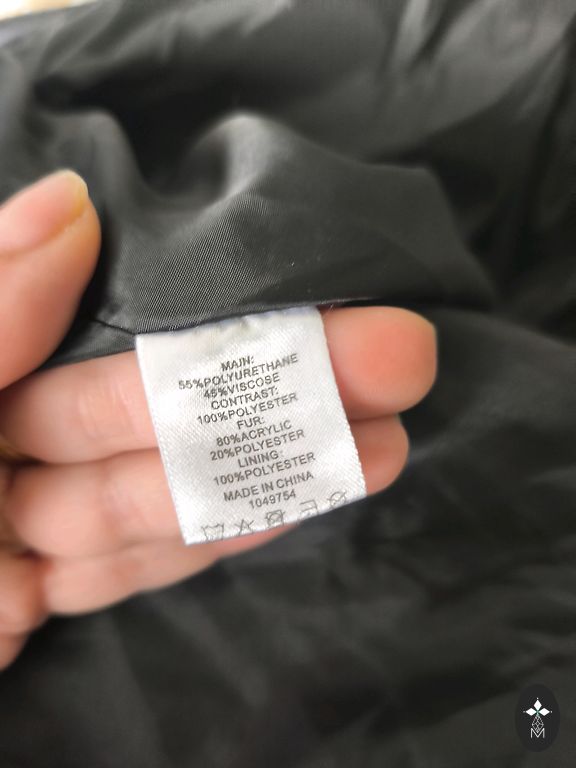 MAIN:
55%POLYURETHANE
45%VISCOSE
CONTRAST:
100%POLYESTER
FUR:
80%ACRYLIC
20%POLYESTER
LINING:
100%POLYESTER
MADE IN CHINA
1049754
M